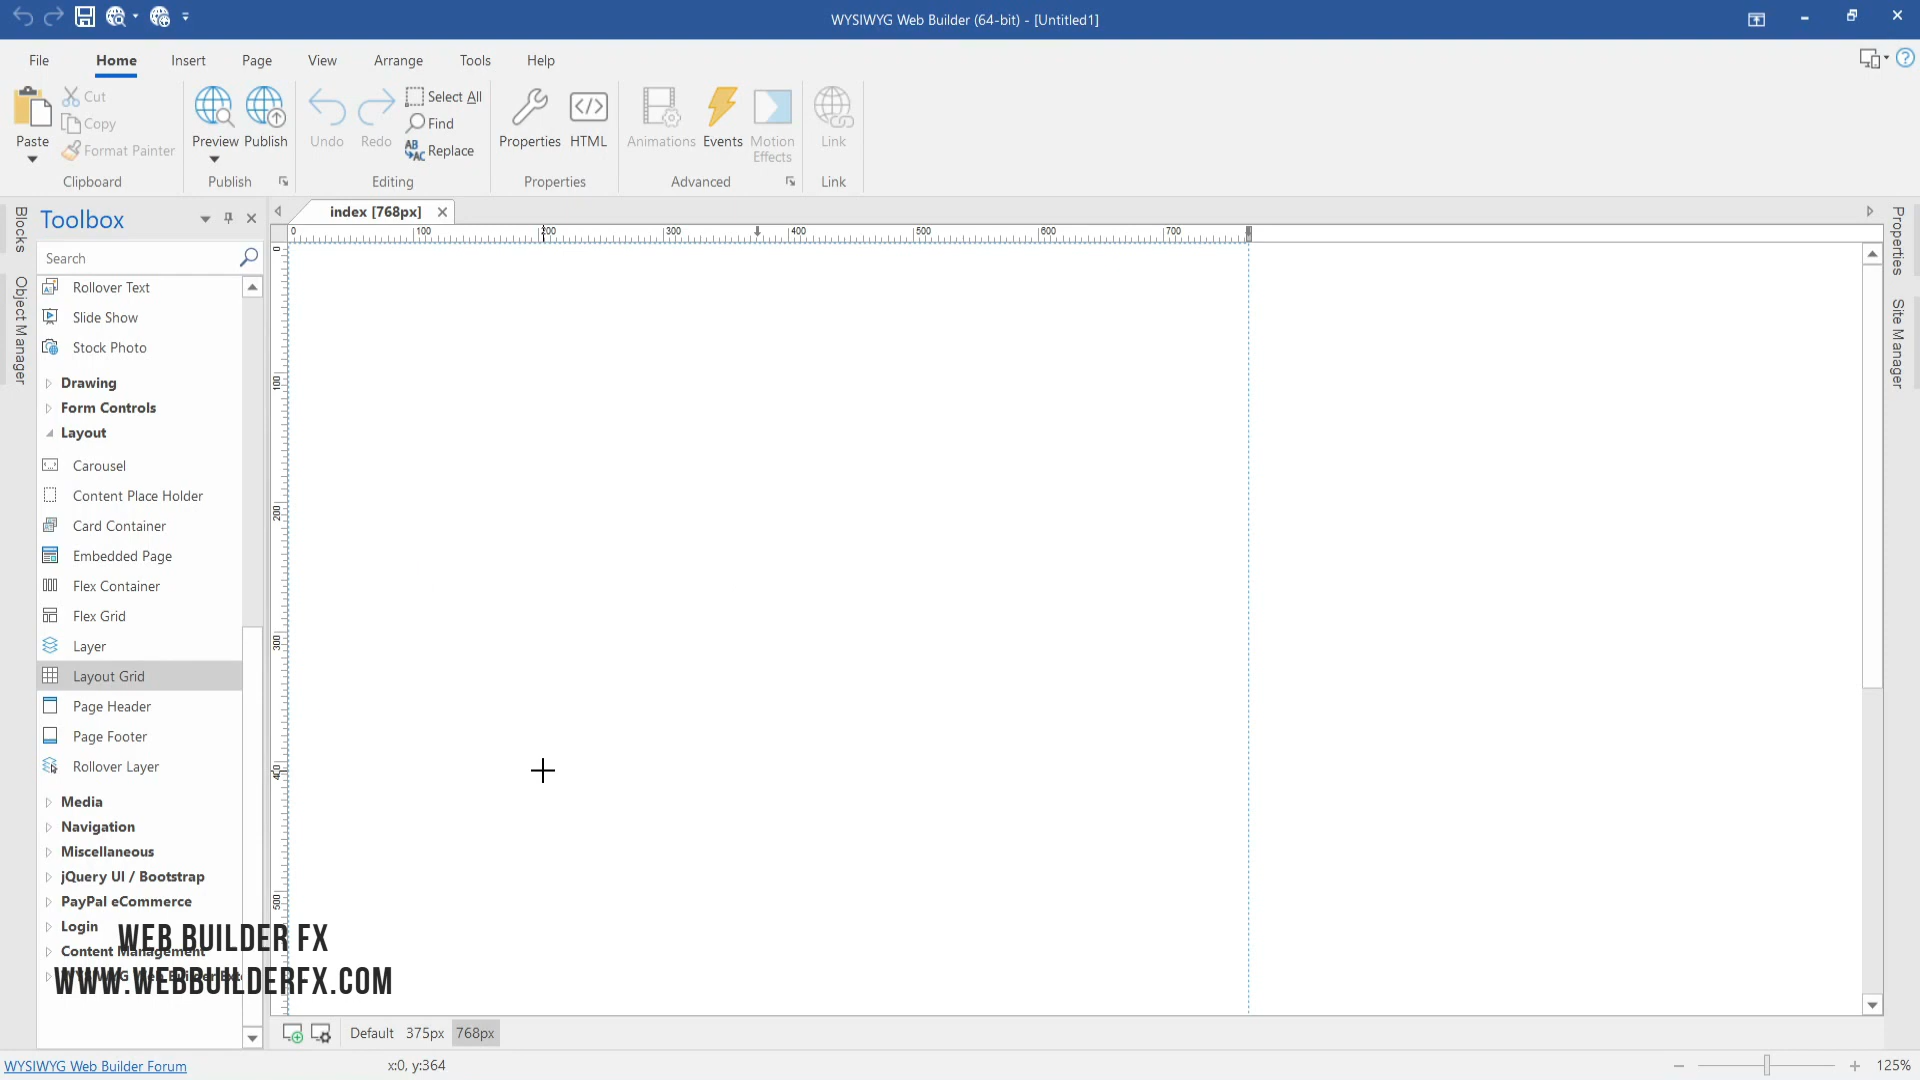 WYSIWYG Web Builder (64-bit) - [Untitled1]
File Home Insert Page View Arrange Tools Help
Paste
Cut
Copy
Format Painter
Clipboard
Preview Publish
Publish
Undo Redo
Select All
Find
Replace
Editing
Properties HTML
Properties
Animations Events Motion Effects
Advanced
Link
Link
Blocks
Object Manager
Toolbox
Search
Rollover Text
Slide Show
Stock Photo
Drawing
Form Controls
Layout
Carousel
Content Place Holder
Card Container
Embedded Page
Flex Container
Flex Grid
Layer
Layout Grid
Page Header
Page Footer
Rollover Layer
Media
Navigation
Miscellaneous
jQuery UI / Bootstrap
PayPal eCommerce
Login
Content Management
WEB BUILDER FX
WWW.WEBBUILDERFX.COM
index [768px]
0 100 200 300 400 500 600 700
0
100
200
300
400
500
Properties
Site Manager
Default 375px 768px
WYSIWYG Web Builder Forum
x:0, y:364
125%